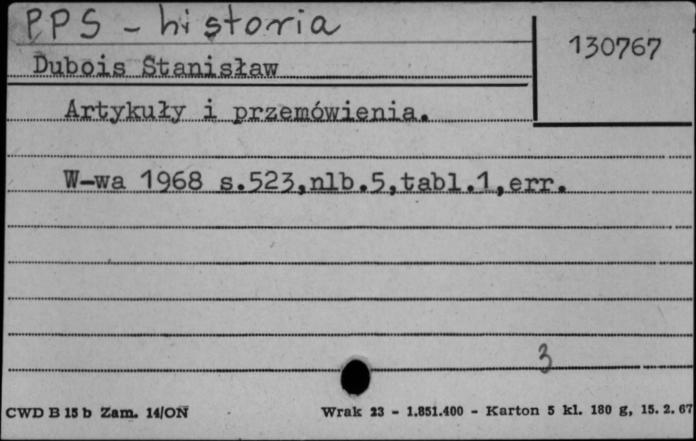 PPS - historia
130767
Dubois Stanisław
Artykuły i przemówienia.
W-wa 1968 s.523,nlb.5,tabl.1,err.
3
CWD B 15 b Zam. 14/ON
Wrak 23 - 1.851.400 - Karton 5 kl. 180 g, 15. 2. 67